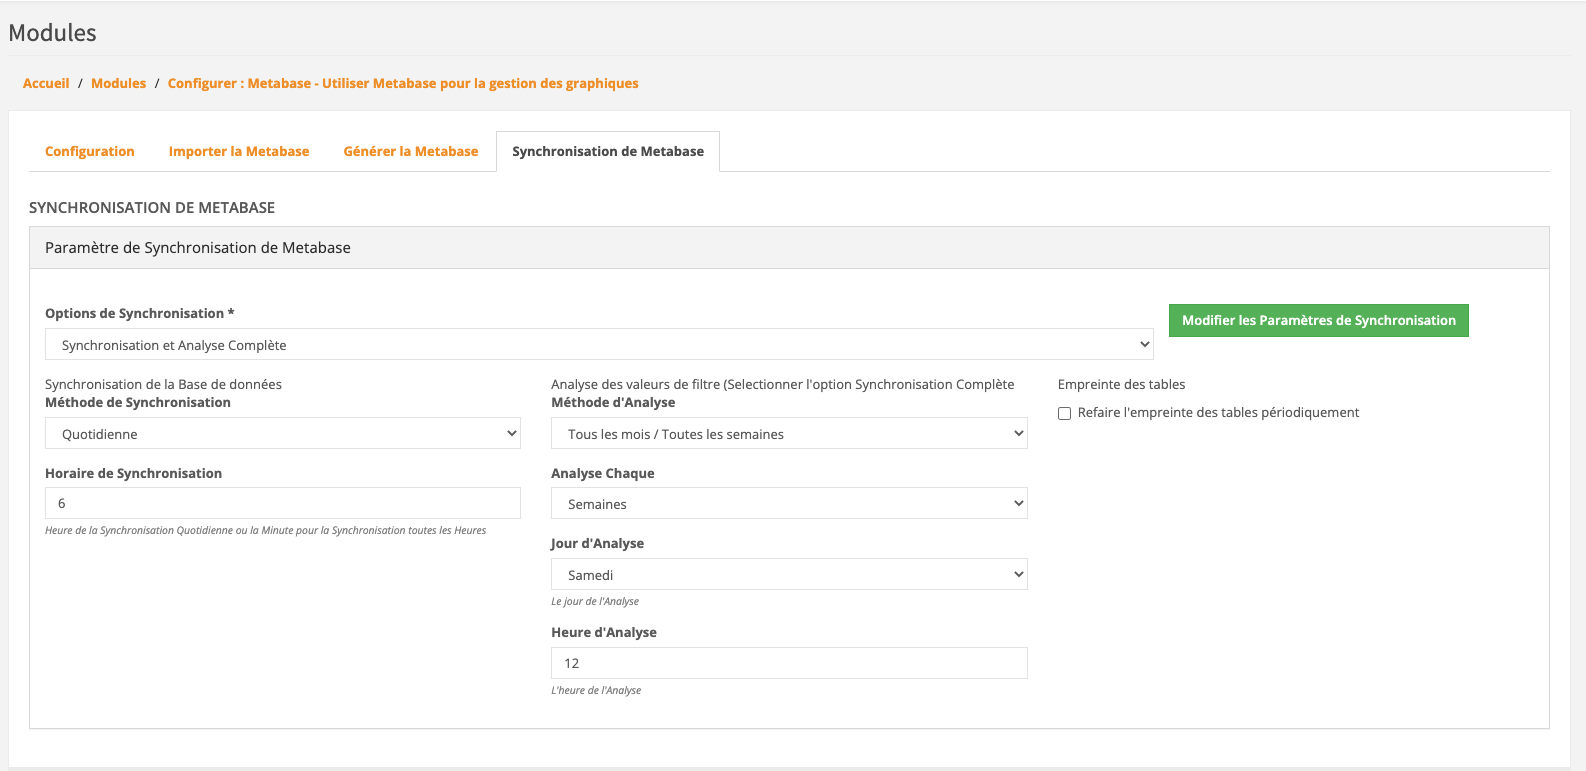 Modules
Accueil / Modules / Configurer : Metabase - Utiliser Metabase pour la gestion des graphiques
Configuration Importer la Metabase Générer la Metabase Synchronisation de Metabase
SYNCHRONISATION DE METABASE
Paramètre de Synchronisation de Metabase
Options de Synchronisation *
Synchronisation et Analyse Complète
Modifier les Paramètres de Synchronisation
Synchronisation de la Base de données
Méthode de Synchronisation
Quotidienne
Horaire de Synchronisation
6
Heure de la Synchronisation Quotidienne ou la Minute pour la Synchronisation toutes les Heures
Analyse des valeurs de filtre (Selectionner l'option Synchronisation Complète
Méthode d'Analyse
Tous les mois / Toutes les semaines
Analyse Chaque
Semaines
Jour d'Analyse
Samedi
Le jour de l'Analyse
Heure d'Analyse
12
L'heure de l'Analyse
Empreinte des tables
Refaire l'empreinte des tables périodiquement